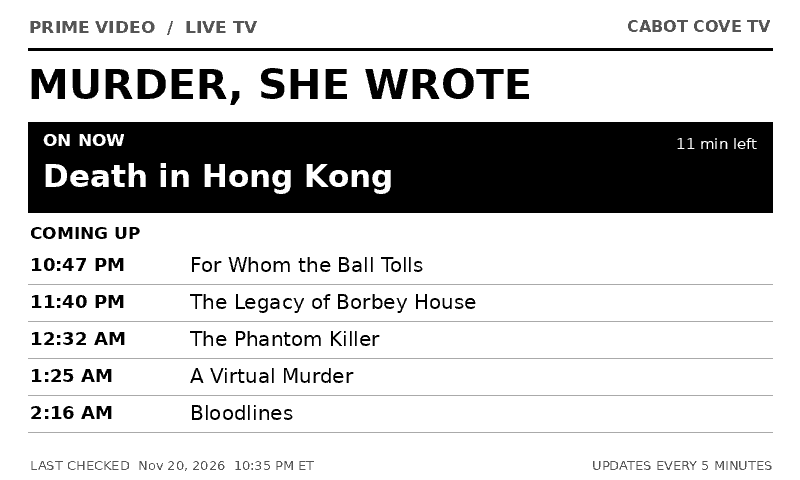 PRIME VIDEO / LIVE TV
CABOT COVE TV
MURDER, SHE WROTE
ON NOW
11 min left
Death in Hong Kong
COMING UP
10:47 PM For Whom the Ball Tolls
11:40 PM The Legacy of Borbey House
12:32 AM The Phantom Killer
1:25 AM A Virtual Murder
2:16 AM Bloodlines
LAST CHECKED Nov 20, 2026 10:35 PM ET
UPDATES EVERY 5 MINUTES